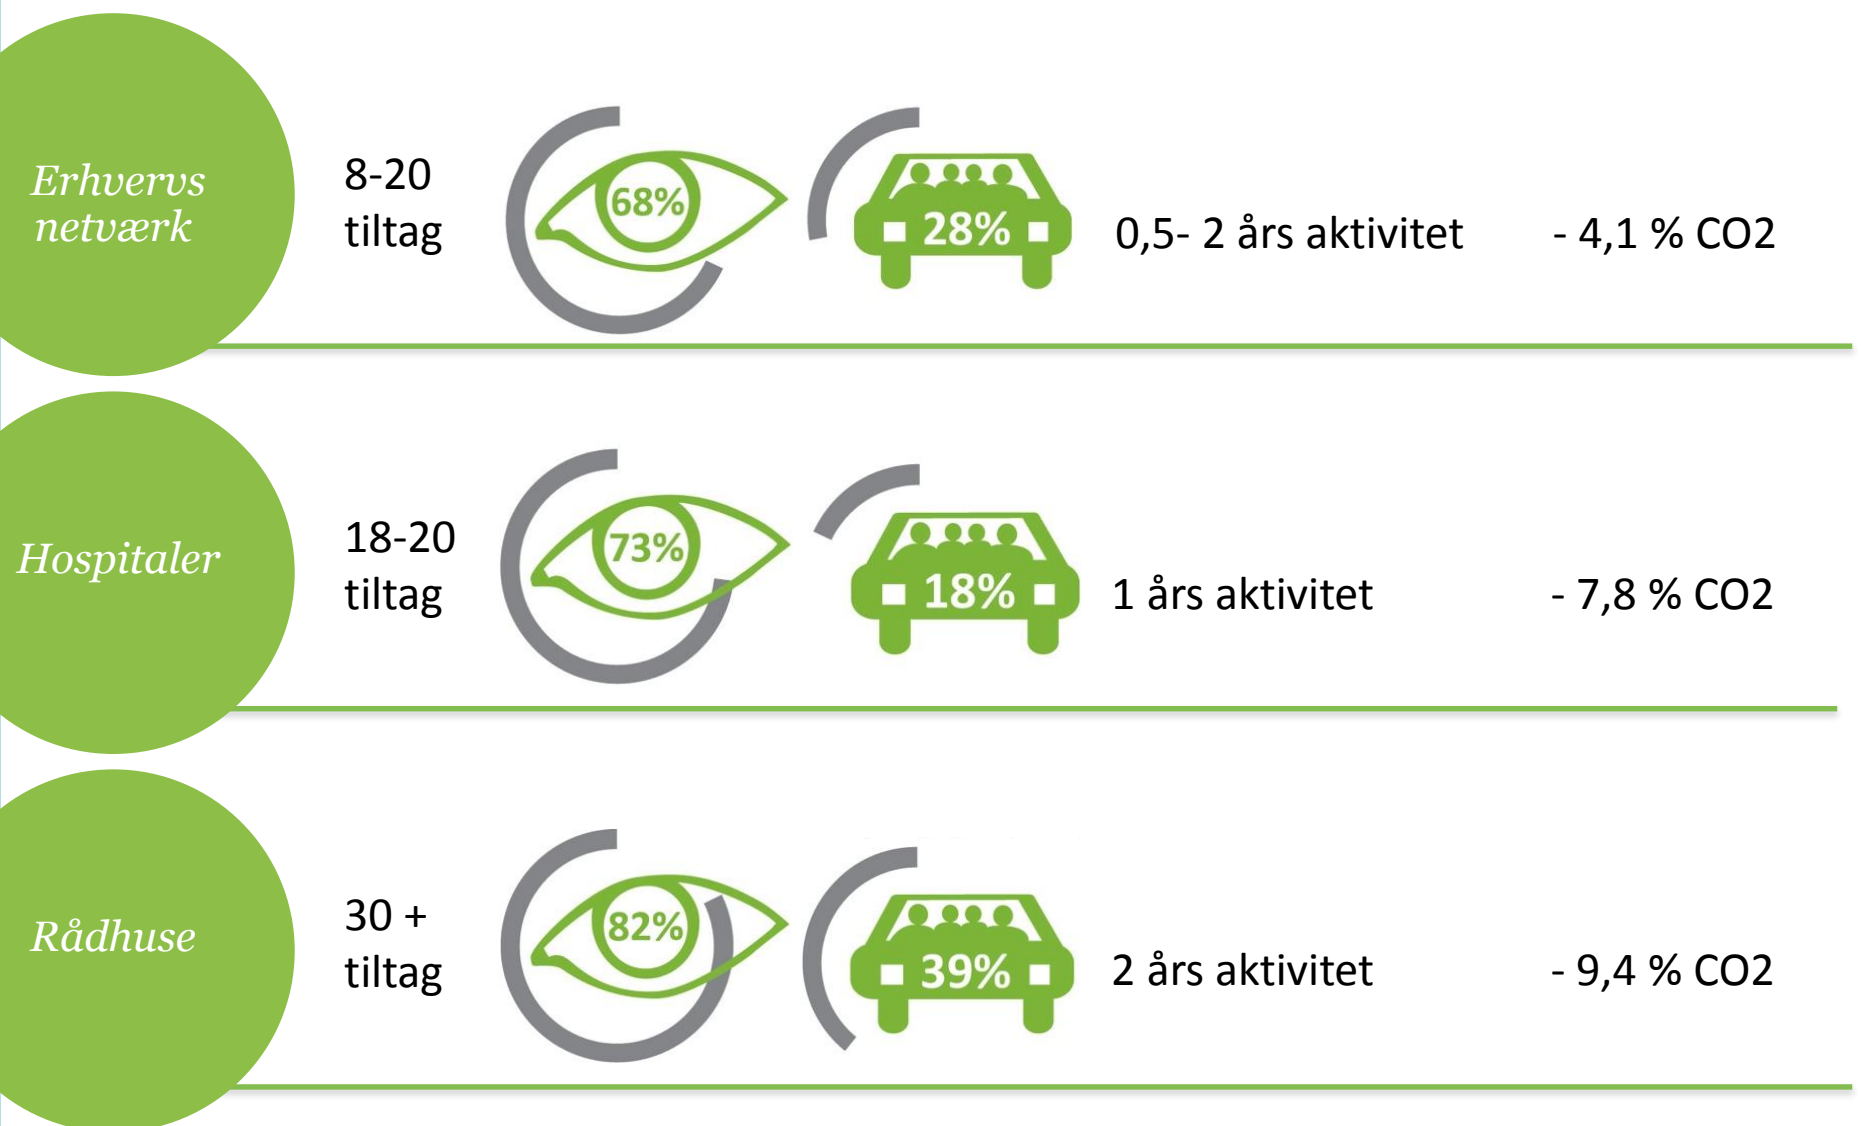 Erhvervs
netværk
8-20
tiltag
68%
28%
0,5- 2 års aktivitet
- 4,1 % CO2
Hospitaler
18-20
tiltag
73%
18%
1 års aktivitet
- 7,8 % CO2
Rådhuse
30 +
tiltag
82%
39%
2 års aktivitet
- 9,4 % CO2